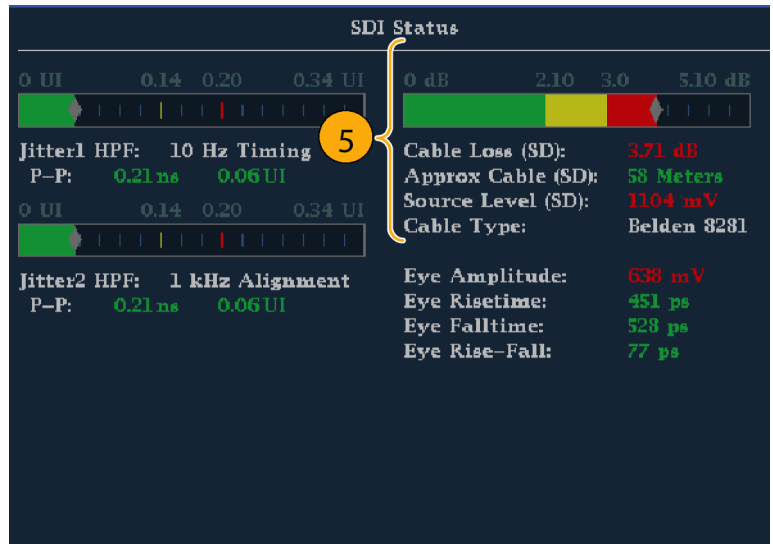 SDI Status
0 UI 0.14 0.20 0.34 UI
Jitter1 HPF: 10 Hz Timing
P-P: 0.21 ns 0.06 UI
0 UI 0.14 0.20 0.34 UI
Jitter2 HPF: 1 kHz Alignment
P-P: 0.21 ns 0.06 UI
5
0 dB 2.10 3.0 5.10 dB
Cable Loss (SD): 3.71 dB
Approx Cable (SD): 58 Meters
Source Level (SD): 1104 mV
Cable Type: Belden 8281
Eye Amplitude: 638 mV
Eye Risetime: 451 ps
Eye Falltime: 528 ps
Eye Rise-Fall: 77 ps